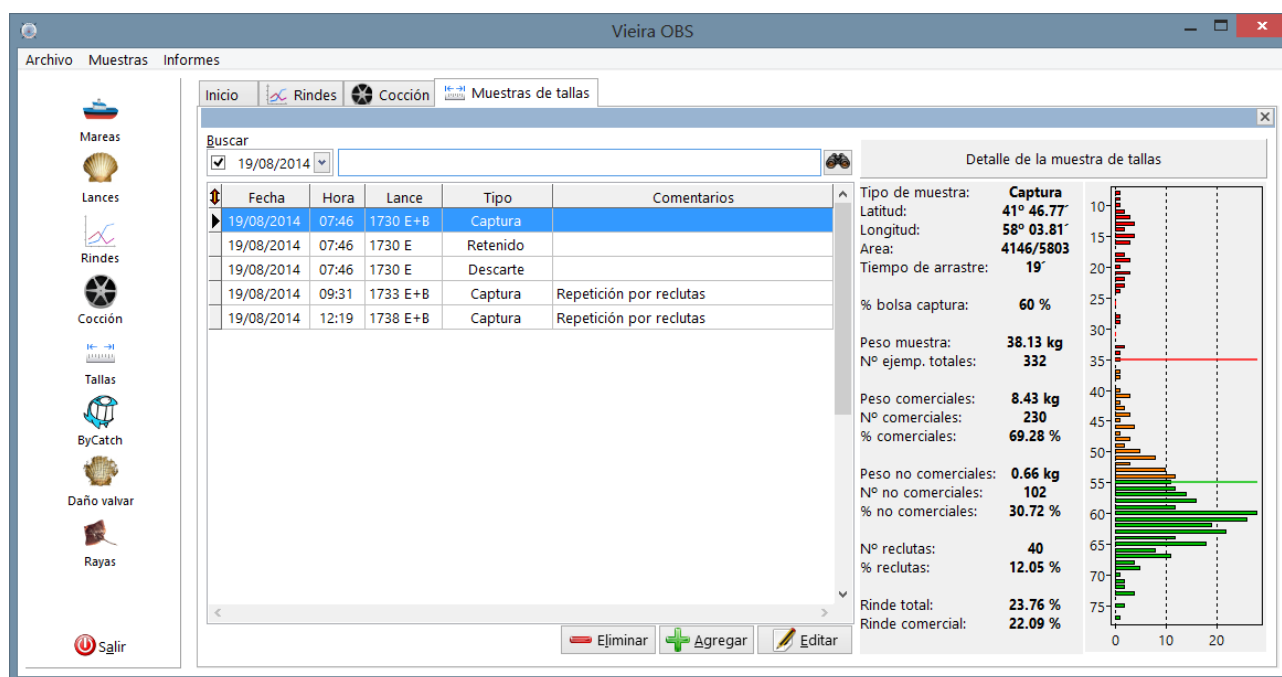 Vieira OBS
Archivo Muestras Informes
Mareas
Lances
Rindes
Cocción
Tallas
ByCatch
Daño valvar
Rayas
Salir
Inicio Rindes Cocción Muestras de tallas
Buscar
19/08/2014
Fecha Hora Lance Tipo Comentarios
19/08/2014 07:46 1730 E+B Captura
19/08/2014 07:46 1730 E Retenido
19/08/2014 07:46 1730 E Descarte
19/08/2014 09:31 1733 E+B Captura Repetición por reclutas
19/08/2014 12:19 1738 E+B Captura Repetición por reclutas
Eliminar Agregar Editar
Detalle de la muestra de tallas
Tipo de muestra: Captura
Latitud: 41º 46.77´
Longitud: 58º 03.81´
Area: 4146/5803
Tiempo de arrastre: 19´
% bolsa captura: 60 %
Peso muestra: 38.13 kg
Nº ejemp. totales: 332
Peso comerciales: 8.43 kg
Nº comerciales: 230
% comerciales: 69.28 %
Peso no comerciales: 0.66 kg
Nº no comerciales: 102
% no comerciales: 30.72 %
Nº reclutas: 40
% reclutas: 12.05 %
Rinde total: 23.76 %
Rinde comercial: 22.09 %
10
15
20
25
30
35
40
45
50
55
60
65
70
75
0 10 20